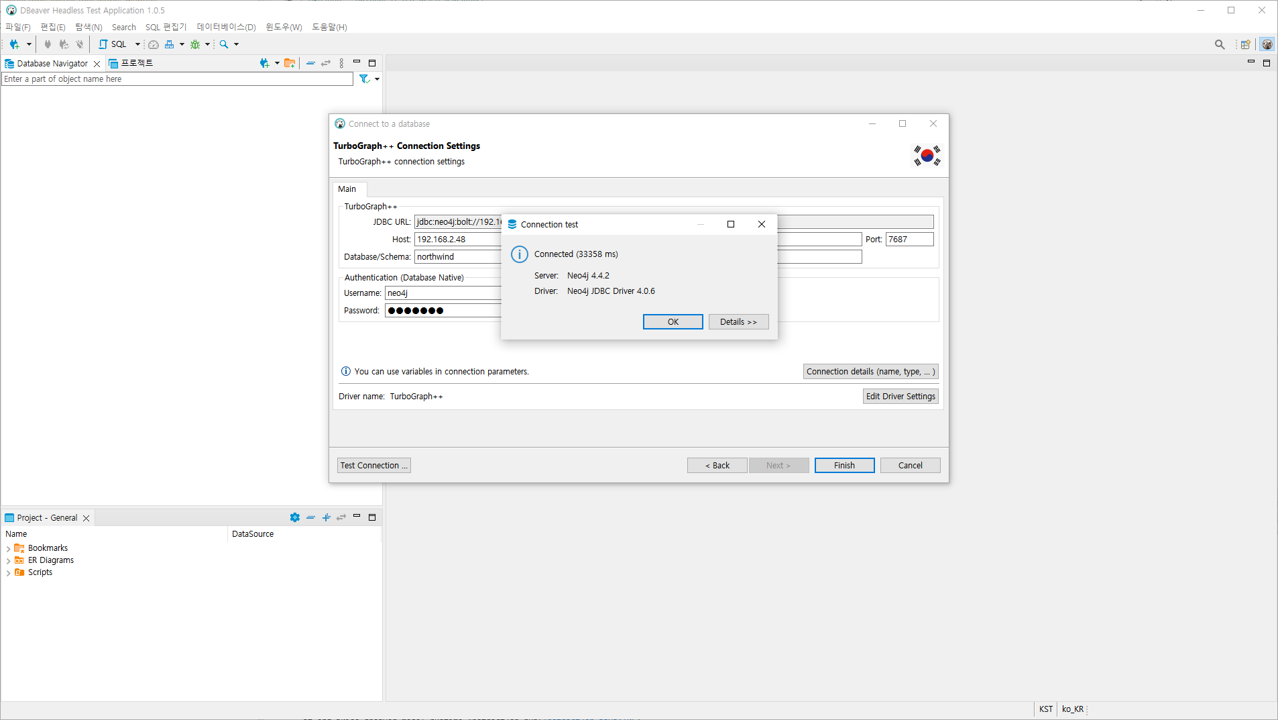 DBeaver Headless Test Application 1.0.5
파일(F) 편집(E) 탐색(N) Search SQL 편집기 데이터베이스(D) 윈도우(W) 도움말(H)
SQL
Database Navigator
프로젝트
Enter a part of object name here
Connect to a database
TurboGraph++ Connection Settings
TurboGraph++ connection settings
Main
TurboGraph++
JDBC URL: jdbc:neo4j:bolt://192.1
Host: 192.168.2.48
Port: 7687
Database/Schema: northwind
Authentication (Database Native)
Username: neo4j
Password: ●●●●●●●
Connection test
Connected (33358 ms)
Server: Neo4j 4.4.2
Driver: Neo4j JDBC Driver 4.0.6
OK
Details >>
You can use variables in connection parameters.
Connection details (name, type, ... )
Driver name: TurboGraph++
Edit Driver Settings
Test Connection ...
< Back
Next >
Finish
Cancel
Project - General
Name DataSource
Bookmarks
ER Diagrams
Scripts
KST ko_KR